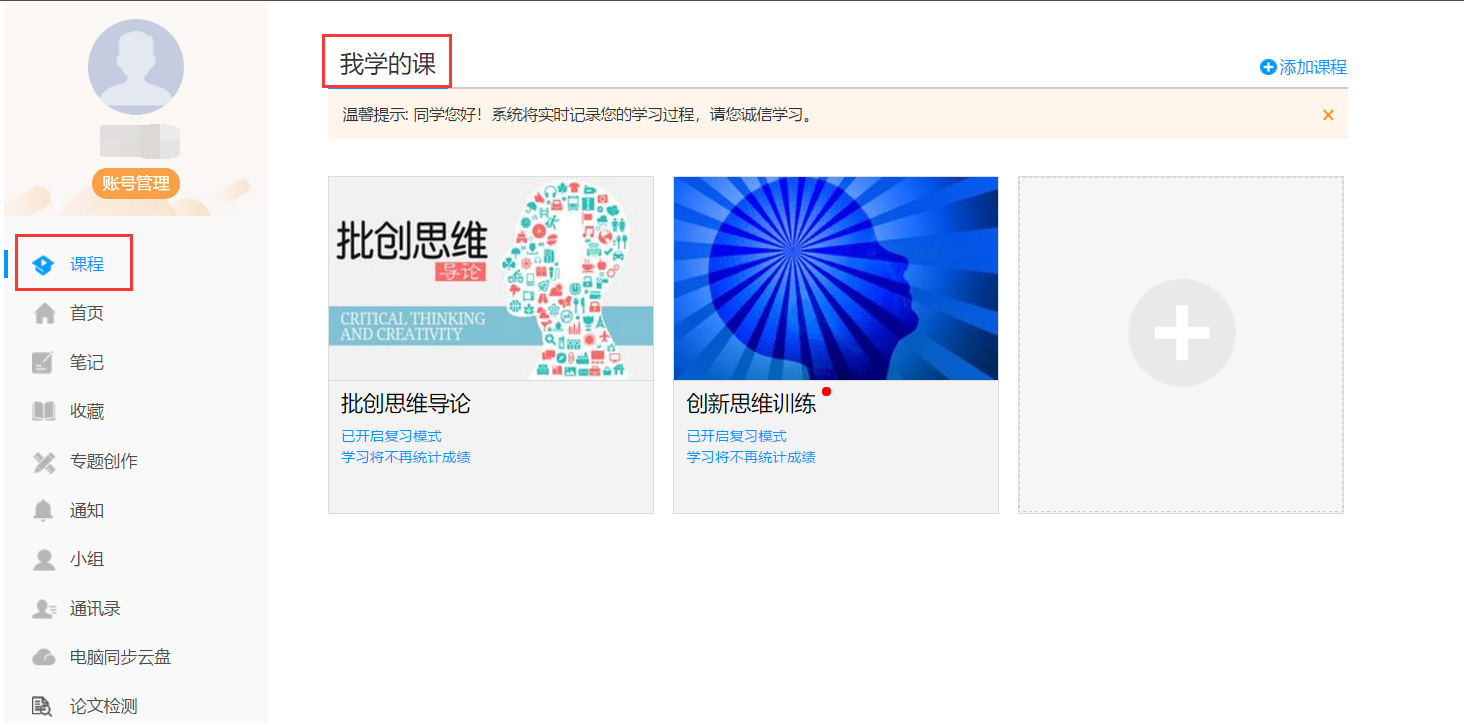 账号管理
课程
首页
笔记
收藏
专题创作
通知
小组
通讯录
电脑同步云盘
论文检测
我学的课
添加课程
温馨提示: 同学您好！系统将实时记录您的学习过程，请您诚信学习。
批创思维
导论
CRITICAL THINKING
AND CREATIVITY
批创思维导论
已开启复习模式
学习将不再统计成绩
创新思维训练
已开启复习模式
学习将不再统计成绩